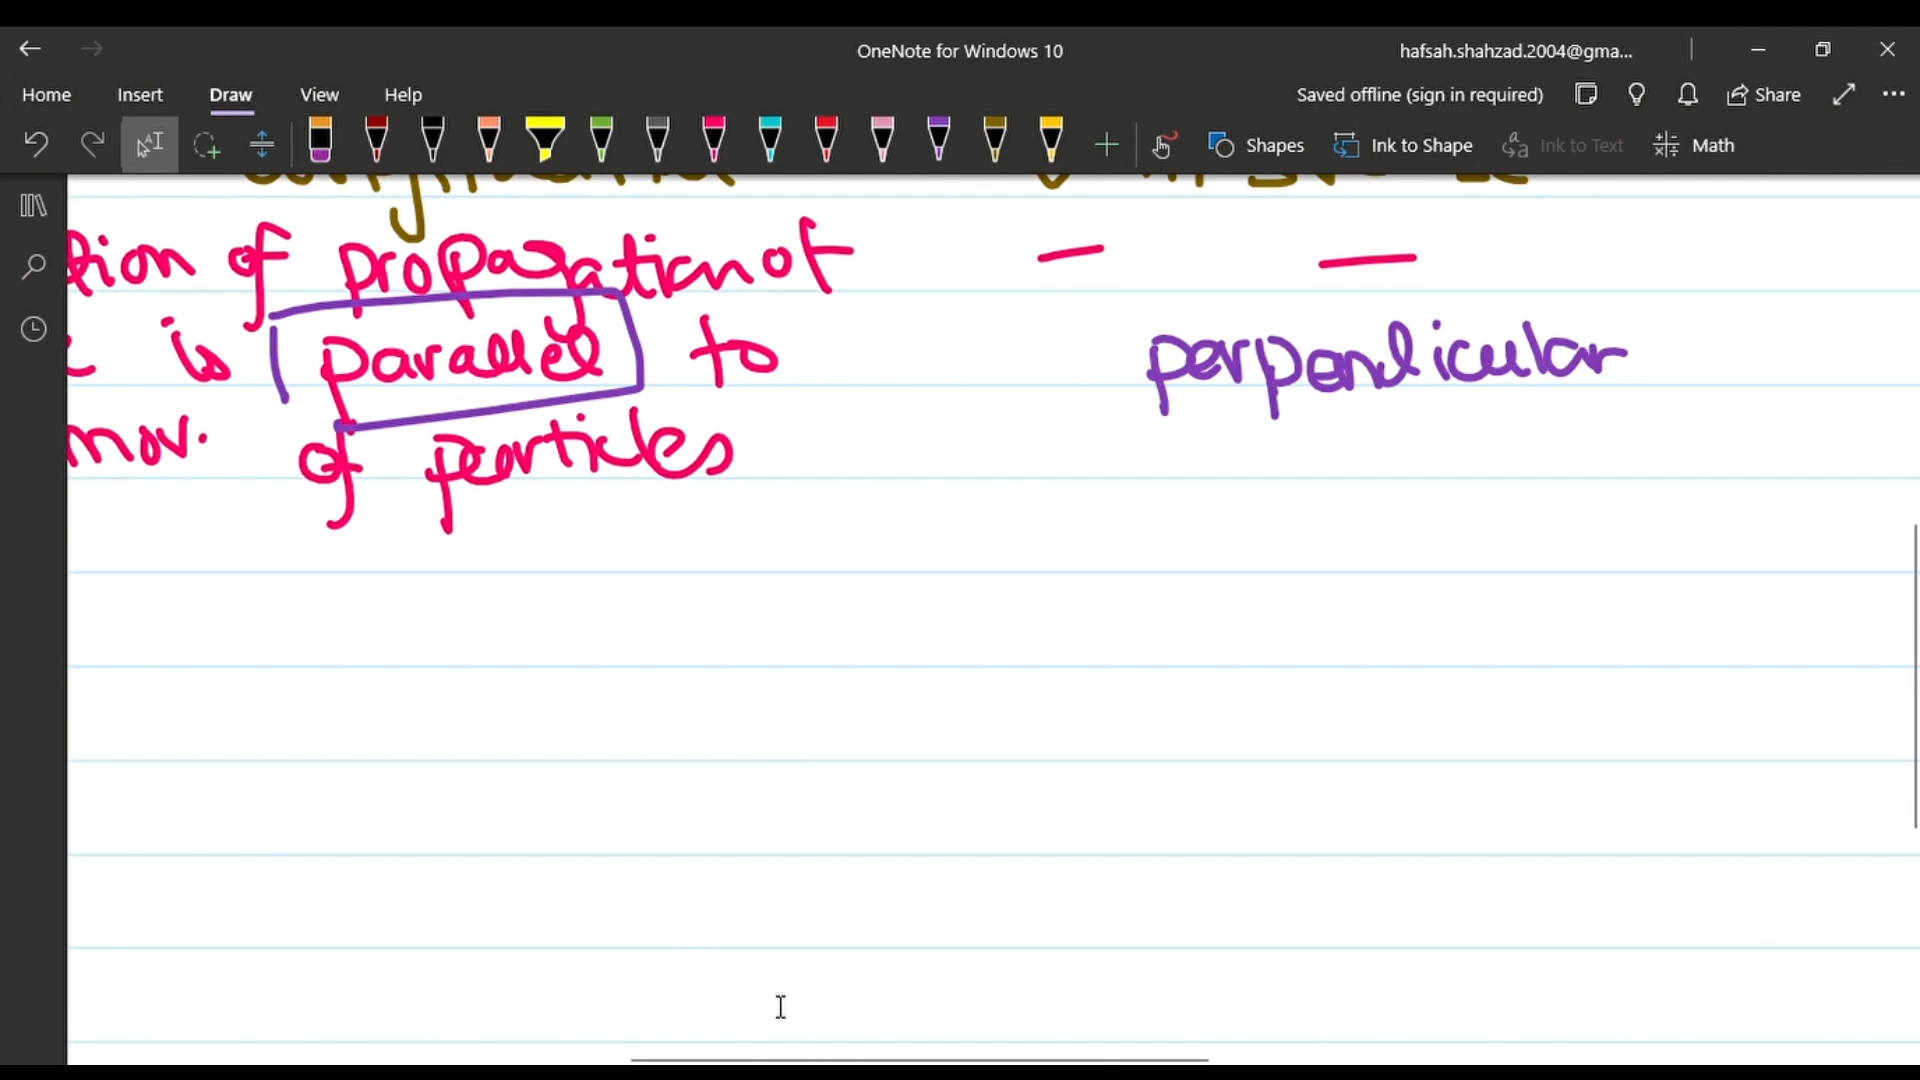 OneNote for Windows 10
hafsah.shahzad.2004@gma...
Home Insert Draw View Help
Saved offline (sign in required) Share
Shapes Ink to Shape Ink to Text Math
tion of propagation of — —
is parallel to perpendicular
mov. of particles